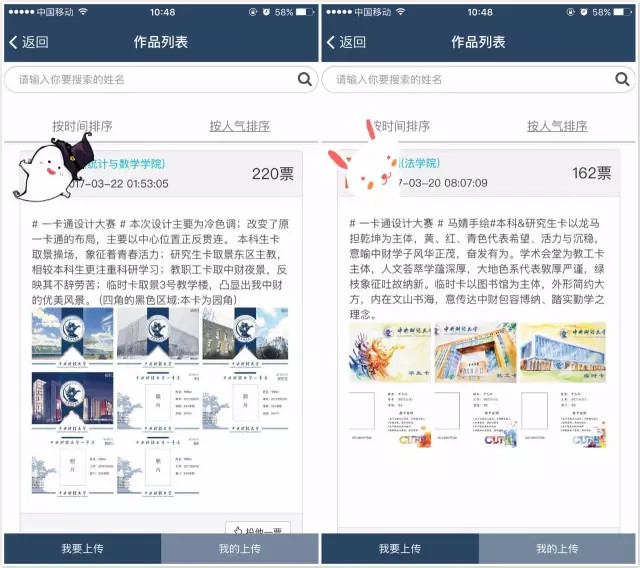 中国移动 10:48 58%
返回 作品列表
请输入你要搜索的姓名
按时间排序 按人气排序
统计与数学学院)
17-03-22 01:53:05
220票
# 一卡通设计大赛 # 本次设计主要为冷色调；改变了原
一卡通的布局，主要以中心位置正反贯连。 本科生卡
取景操场，象征着青春活力；研究生卡取景东区主教，
相较本科生更注重科研学习；教职工卡取中财夜景，反
映其不辞劳苦；临时卡取景3号教学楼，凸显出我中财
的优美风景。 (四角的黑色区域:本卡为园角)
中央财经大学一卡通
照片
投他一票
我要上传 我的上传
中国移动 10:48 58%
返回 作品列表
请输入你要搜索的姓名
按时间排序 按人气排序
(法学院)
17-03-20 08:07:09
162票
# 一卡通设计大赛 # 马婧手绘#本科&研究生卡以龙马
担乾坤为主体，黄、红、青色代表希望、活力与沉稳，
意喻中财学子风华正茂，奋发有为。学术会堂为教工卡
主体，人文荟萃学蕴深厚，大地色系代表敦厚严谨，绿
枝象征吐故纳新。临时卡以图书馆为主体，外形简约大
方，内在文山书海，意传达中财包容博纳、踏实勤学之
理念。
中央财经大学 中央财经大学 中央财经大学
学生卡 教工卡 临时卡
CUFE CUFE CUFE
我要上传 我的上传